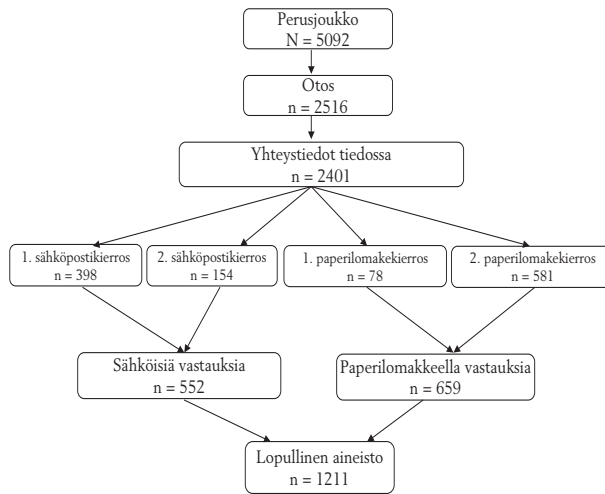 Perusjoukko
N = 5092
Otos
n = 2516
Yhteystiedot tiedossa
n = 2401
1. sähköpostikierros
n = 398
2. sähköpostikierros
n = 154
1. paperilomakekierros
n = 78
2. paperilomakekierros
n = 581
Sähköisiä vastauksia
n = 552
Paperilomakkeella vastauksia
n = 659
Lopullinen aineisto
n = 1211